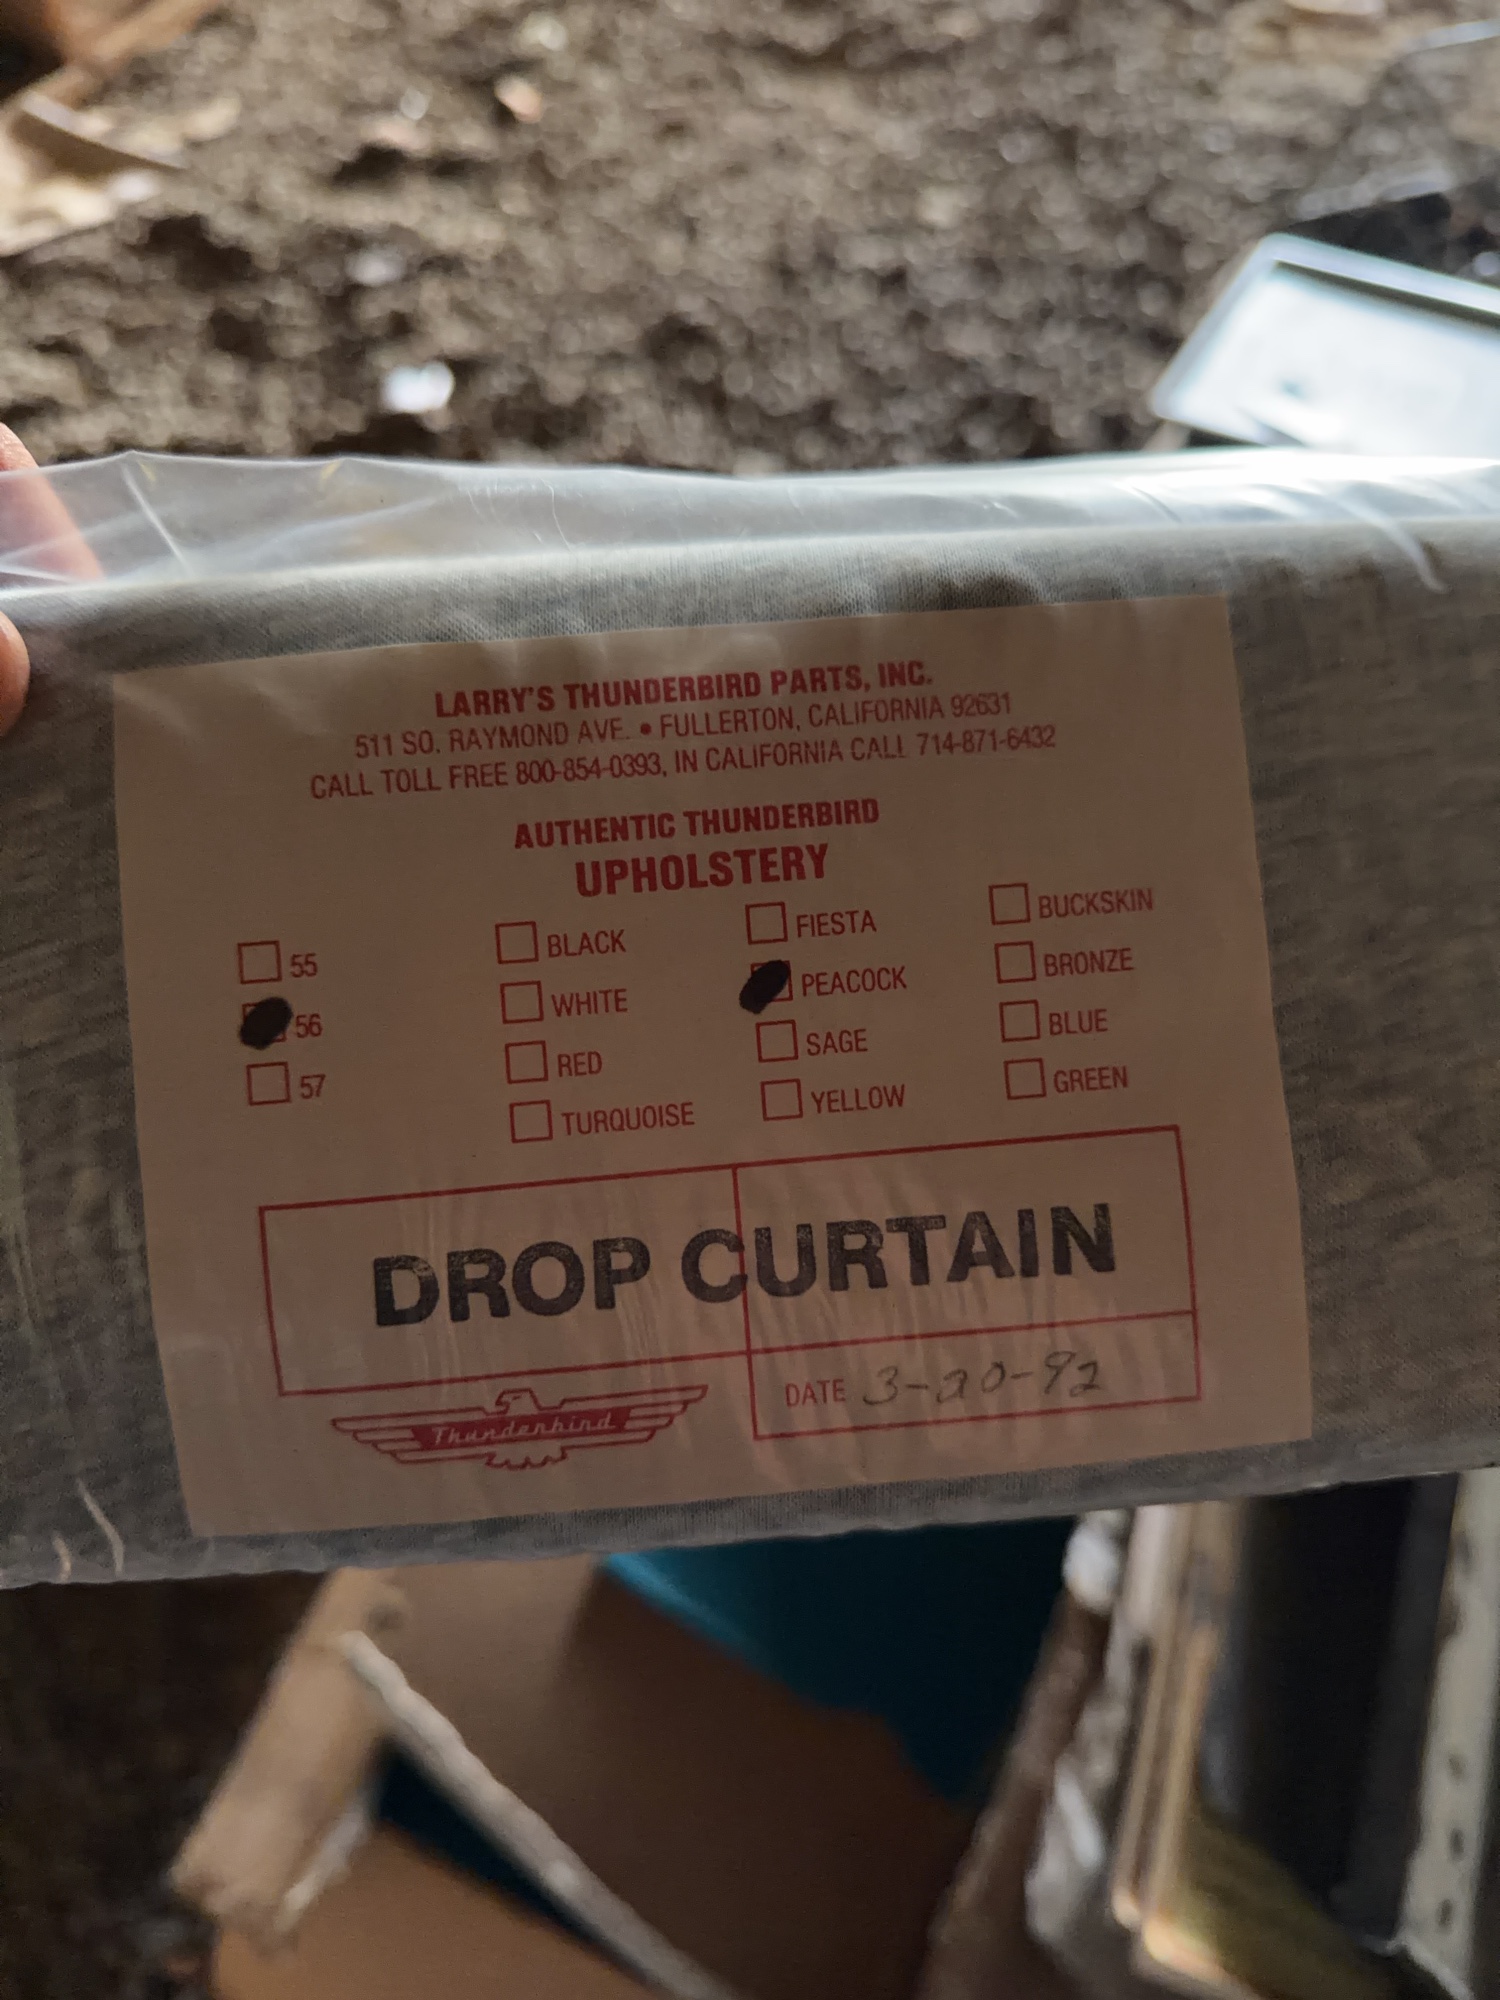 LARRY'S THUNDERBIRD PARTS, INC.
511 SO. RAYMOND AVE. • FULLERTON, CALIFORNIA 92631
CALL TOLL FREE 800-854-0393, IN CALIFORNIA CALL 714-871-6432
AUTHENTIC THUNDERBIRD
UPHOLSTERY
55
56
57
BLACK
WHITE
RED
TURQUOISE
FIESTA
PEACOCK
SAGE
YELLOW
BUCKSKIN
BRONZE
BLUE
GREEN
DROP CURTAIN
DATE 3-20-92
Thunderbird